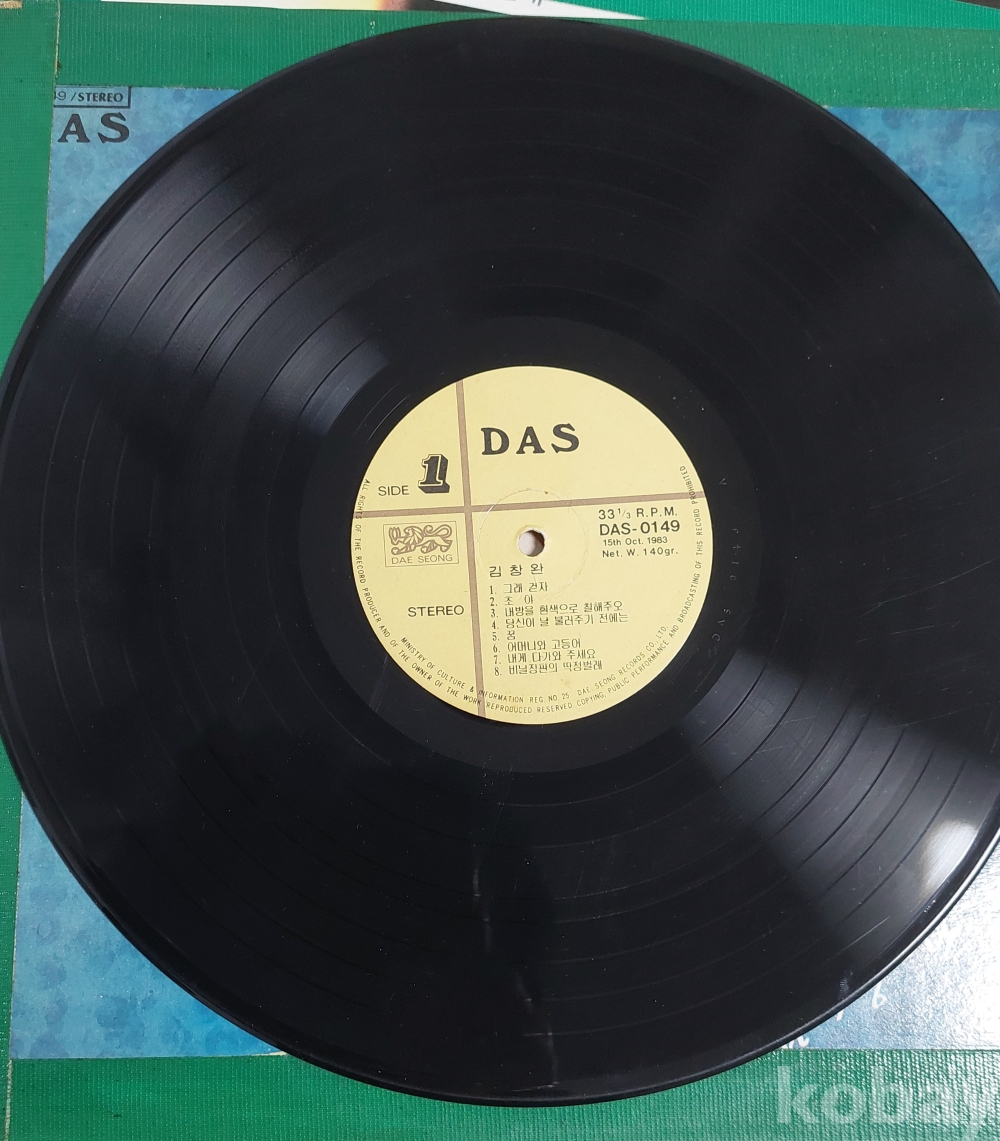 49 /STEREO
AS
DAS
SIDE 1
33 1/3 R.P.M.
DAS-0149
15th Oct. 1983
Net. W. 140gr.
DAE SEONG
STEREO
김 창 완
1. 그래 걷자
2. 초 야
3. 내방을 흰색으로 칠해주오
4. 당신이 날 불러주기 전에는
5. 꿈
6. 어머니와 고등어
7. 내게 다가와 주세요
8. 비닐장판의 딱정벌레
ALL RIGHTS OF THE RECORD PRODUCER AND OF THE OWNER OF THE WORK REPRODUCED RESERVED COPYING, PUBLIC PERFORMANCE AND BROADCASTING OF THIS RECORD PROHIBITED
MINISTRY OF CULTURE & INFORMATION REG. NO. 25. DAE SEONG RECORDS CO., LTD.
kobay